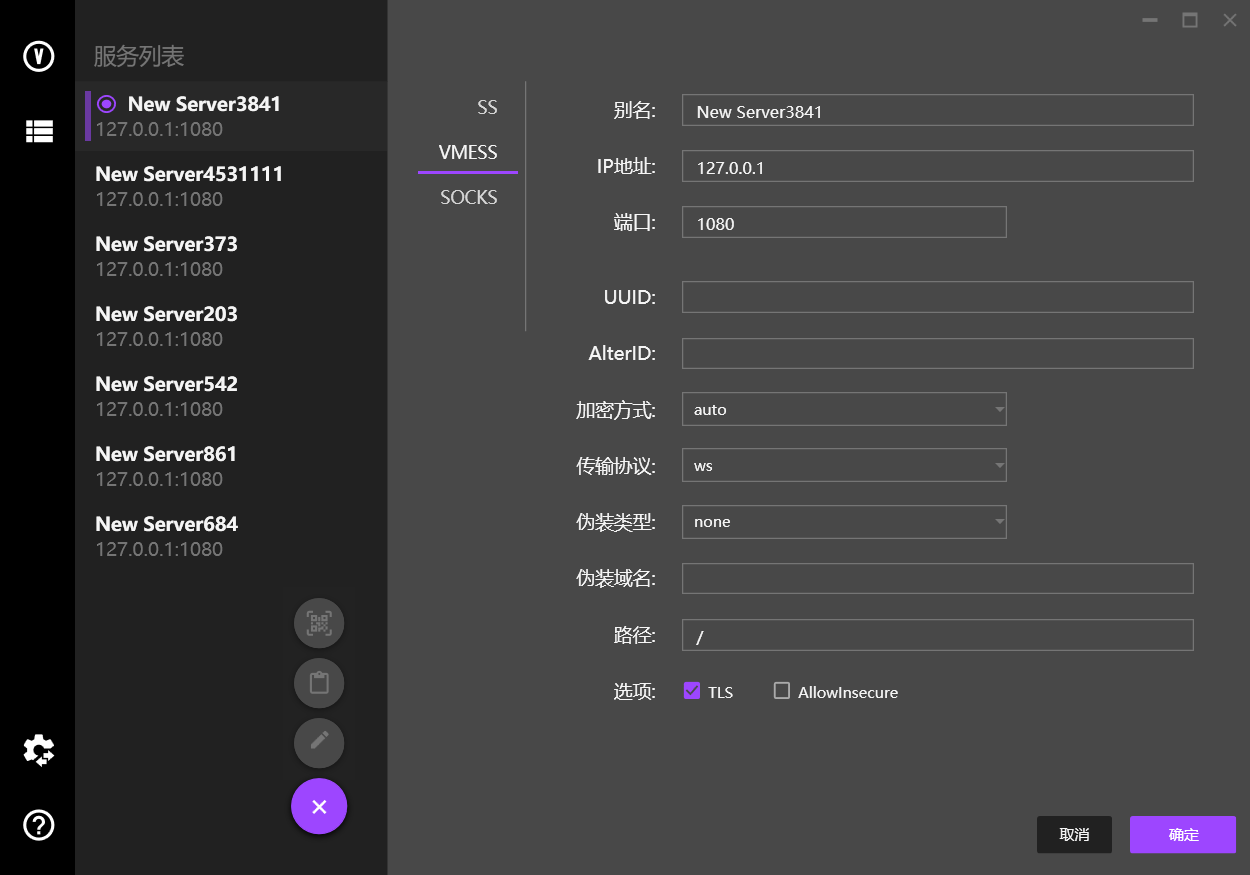 服务列表
New Server3841
127.0.0.1:1080
New Server4531111
127.0.0.1:1080
New Server373
127.0.0.1:1080
New Server203
127.0.0.1:1080
New Server542
127.0.0.1:1080
New Server861
127.0.0.1:1080
New Server684
127.0.0.1:1080
SS
VMESS
SOCKS
别名: New Server3841
IP地址: 127.0.0.1
端口: 1080
UUID:
AlterID:
加密方式: auto
传输协议: ws
伪装类型: none
伪装域名:
路径: /
选项: TLS AllowInsecure
取消 确定